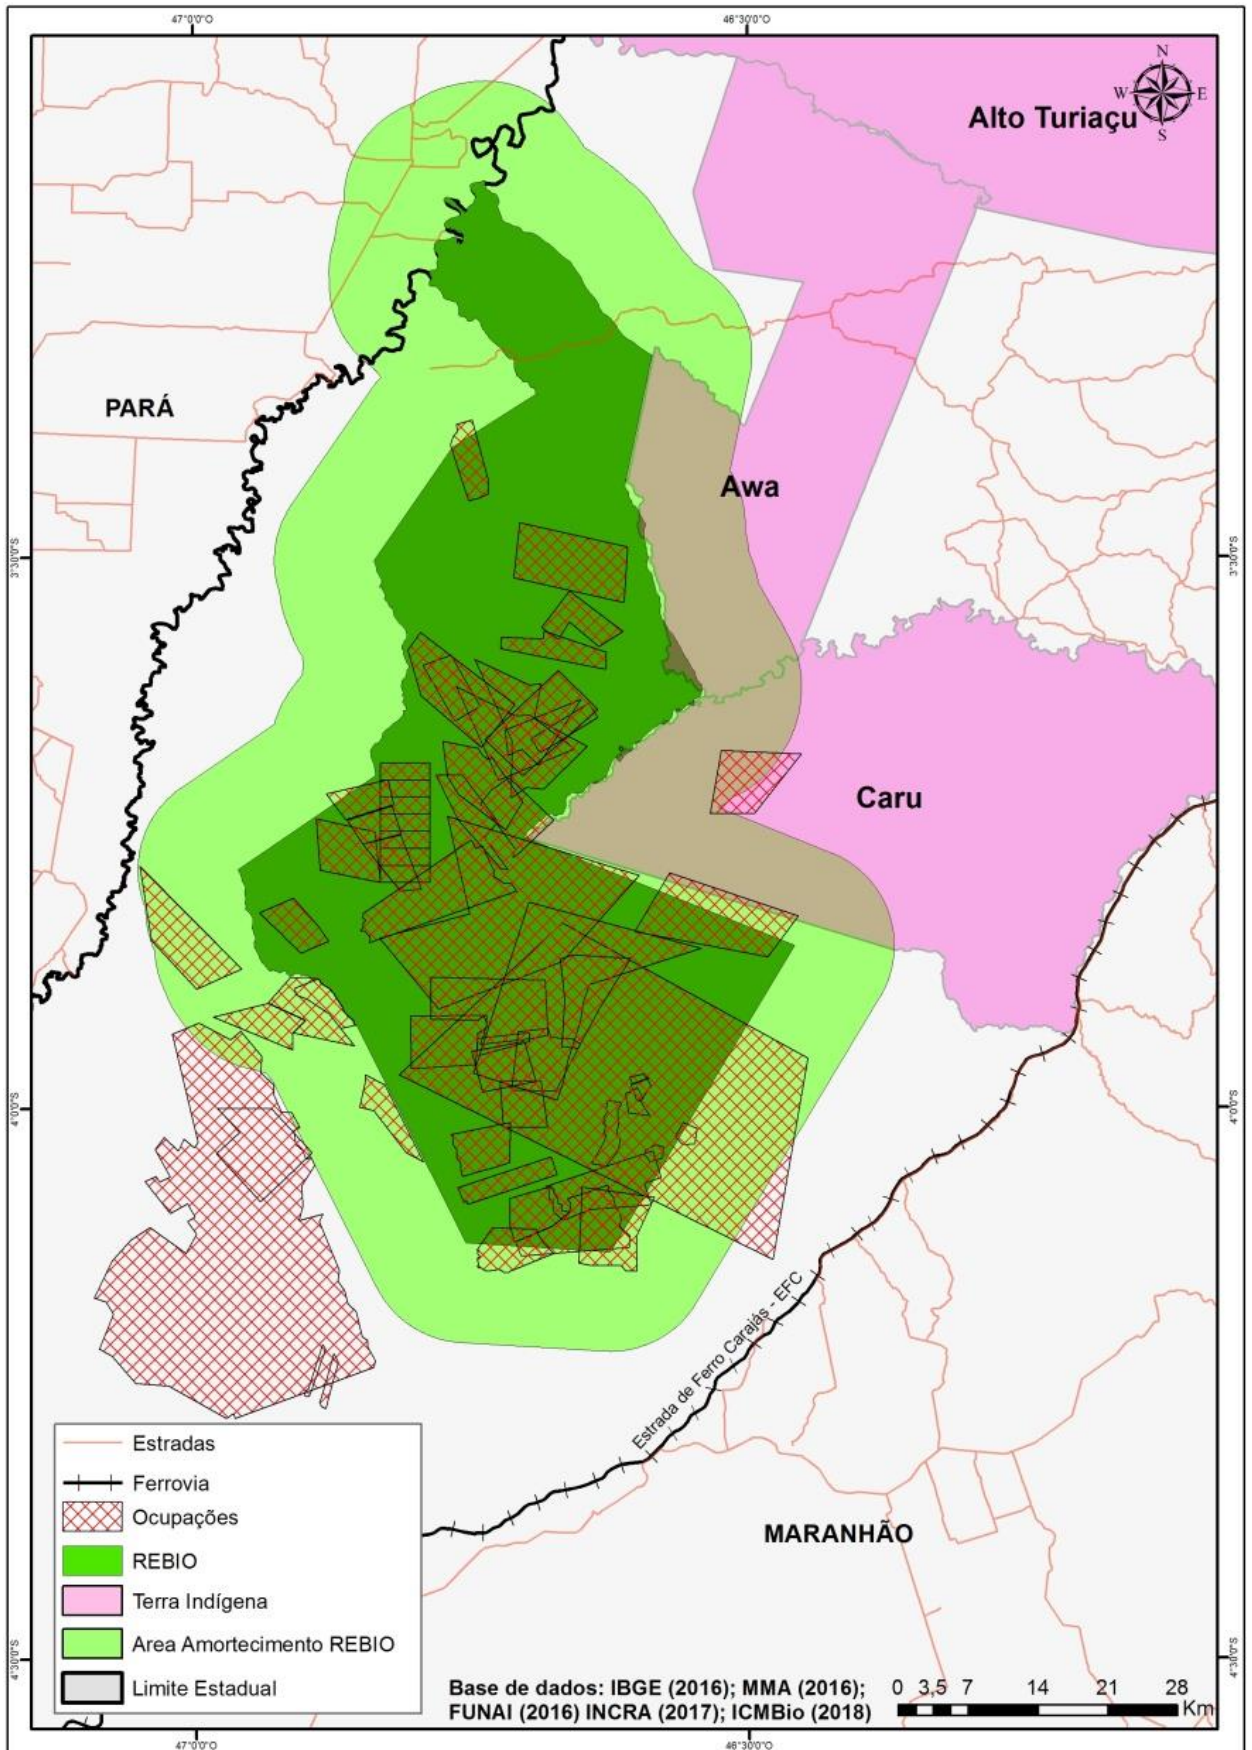 47°0'0"O
46°30'0"O
N
W
E
S
Alto Turiaçu
PARÁ
Awa
3°30'0"S
3°30'0"S
Caru
4°0'0"S
4°0'0"S
Estrada de Ferro Carajás - EFC
Estradas
Ferrovia
Ocupações
REBIO
Terra Indígena
Area Amortecimento REBIO
Limite Estadual
MARANHÃO
4°30'0"S
4°30'0"S
Base de dados: IBGE (2016); MMA (2016);
FUNAI (2016) INCRA (2017); ICMBio (2018)
0 3,5 7 14 21 28
Km
47°0'0"O
46°30'0"O